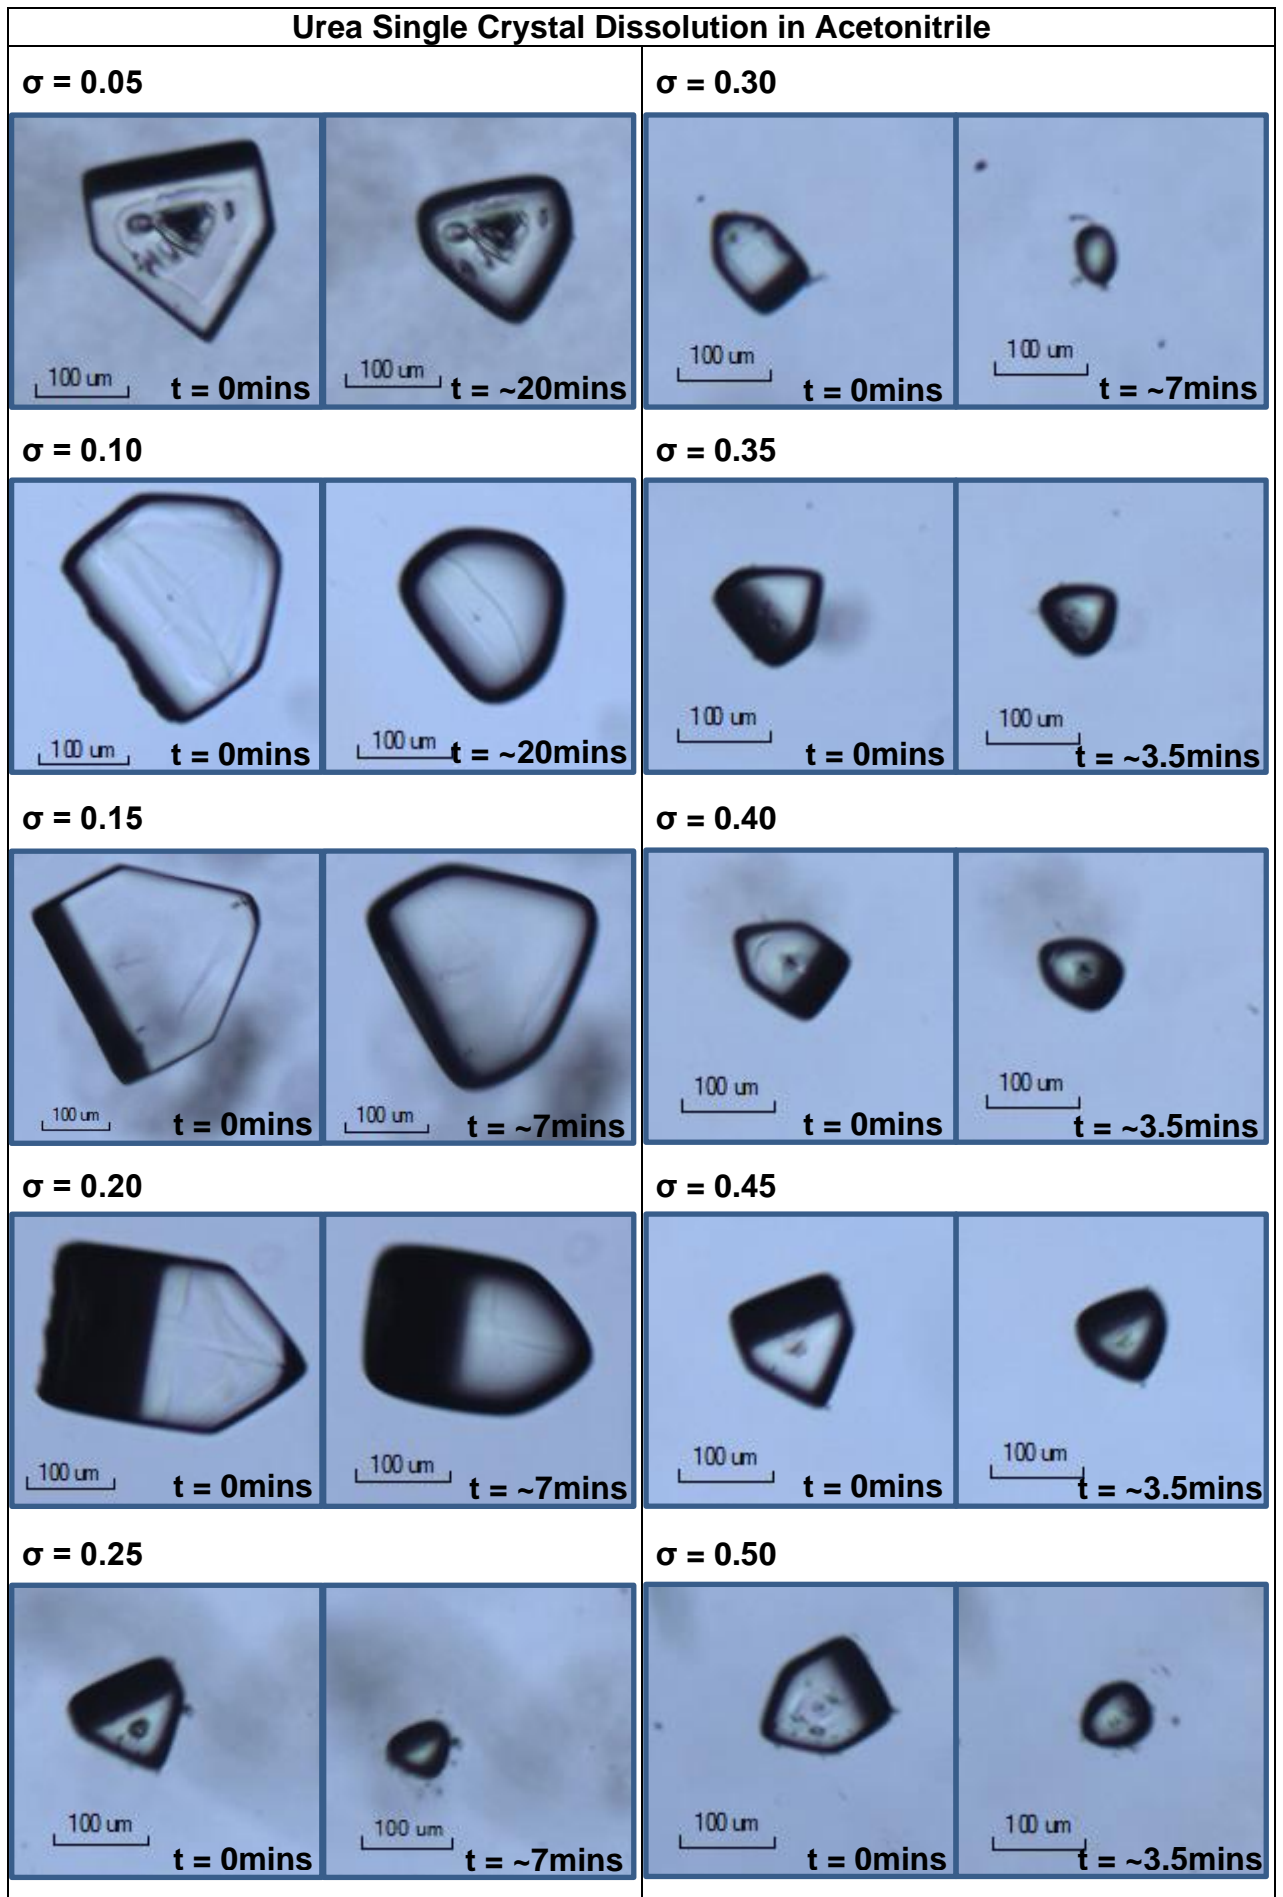 Urea Single Crystal Dissolution in Acetonitrile
σ = 0.05
100 um
t = 0mins
100 um
t = ~20mins
σ = 0.30
100 um
t = 0mins
100 um
t = ~7mins
σ = 0.10
100 um
t = 0mins
100 um
t = ~20mins
σ = 0.35
100 um
t = 0mins
100 um
t = ~3.5mins
σ = 0.15
100 um
t = 0mins
100 um
t = ~7mins
σ = 0.40
100 um
t = 0mins
100 um
t = ~3.5mins
σ = 0.20
100 um
t = 0mins
100 um
t = ~7mins
σ = 0.45
100 um
t = 0mins
100 um
t = ~3.5mins
σ = 0.25
100 um
t = 0mins
100 um
t = ~7mins
σ = 0.50
100 um
t = 0mins
100 um
t = ~3.5mins